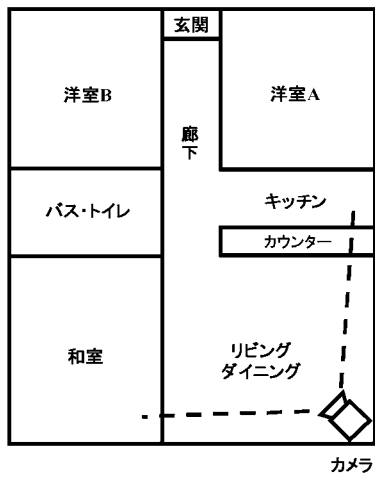 玄関
洋室B
洋室A
廊
下
バス・トイレ
キッチン
カウンター
和室
リビング
ダイニング
カメラ